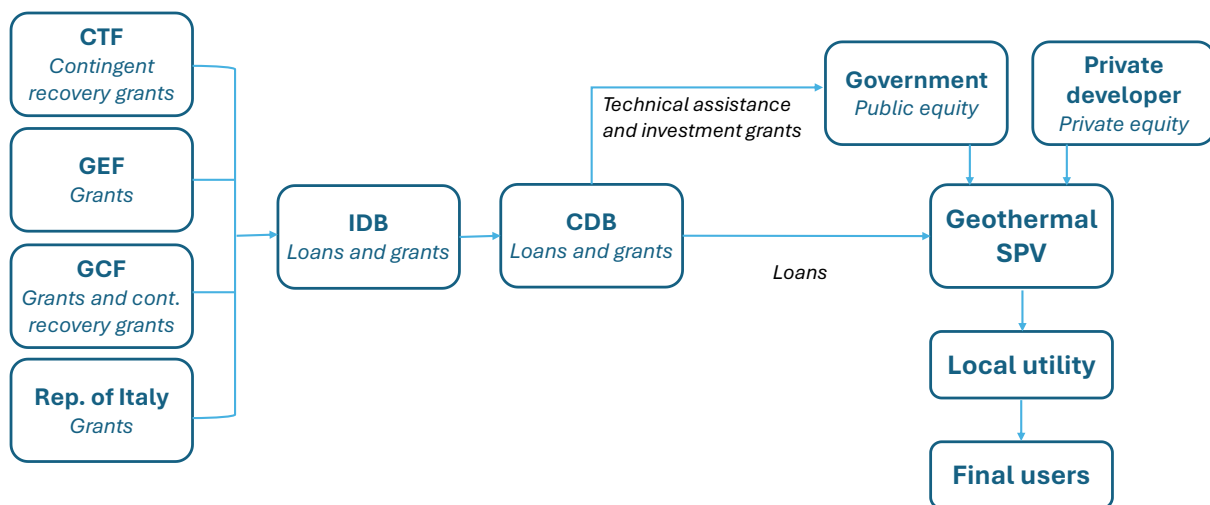 CTF
Contingent
recovery grants
GEF
Grants
GCF
Grants and cont.
recovery grants
Rep. of Italy
Grants
IDB
Loans and grants
CDB
Loans and grants
Technical assistance
and investment grants
Loans
Government
Public equity
Private
developer
Private equity
Geothermal
SPV
Local utility
Final users